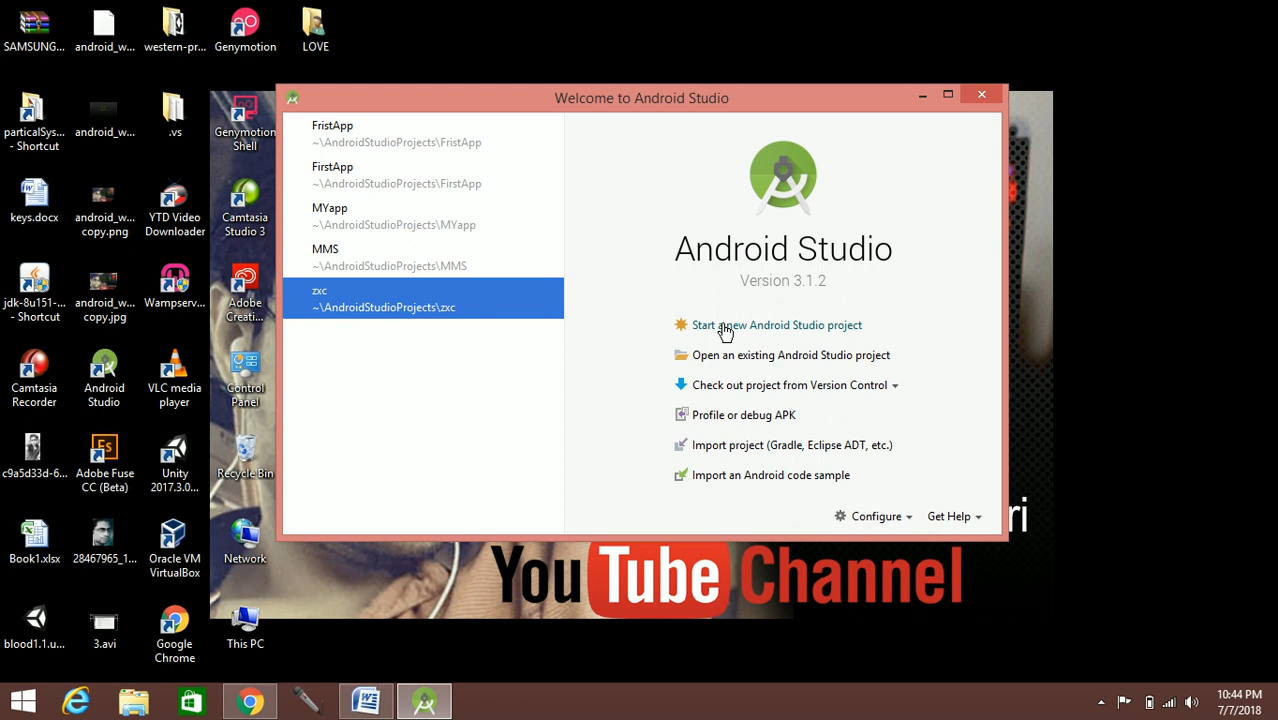 SAMSUNG...
android_w...
western-pr...
Genymotion
LOVE
particalSys...
- Shortcut
android_w...
.vs
Genymotion
Shell
keys.docx
android_w...
copy.png
YTD Video
Downloader
Camtasia
Studio 3
jdk-8u151-...
- Shortcut
android_w...
copy.jpg
Wampserv...
Adobe
Creati...
Camtasia
Recorder
Android
Studio
VLC media
player
Control
Panel
c9a5d33d-6...
Adobe Fuse
CC (Beta)
Unity
2017.3.0...
Recycle Bin
Book1.xlsx
28467965_1...
Oracle VM
VirtualBox
Network
blood1.1.u...
3.avi
Google
Chrome
This PC
Welcome to Android Studio
FristApp
~\AndroidStudioProjects\FristApp
FirstApp
~\AndroidStudioProjects\FirstApp
MYapp
~\AndroidStudioProjects\MYapp
MMS
~\AndroidStudioProjects\MMS
zxc
~\AndroidStudioProjects\zxc
Android Studio
Version 3.1.2
Start a new Android Studio project
Open an existing Android Studio project
Check out project from Version Control
Profile or debug APK
Import project (Gradle, Eclipse ADT, etc.)
Import an Android code sample
Configure
Get Help
ri
YouTube Channel
10:44 PM
7/7/2018